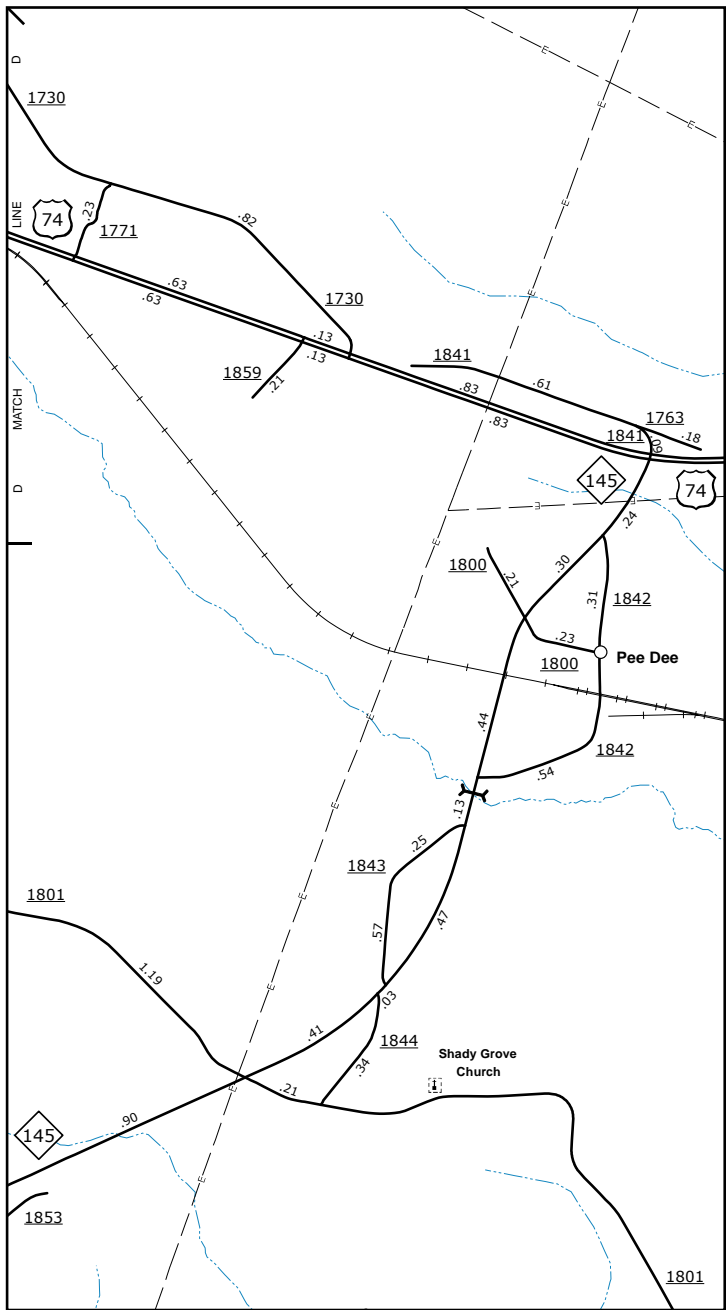 E
E
D
E
1730
E
.23
LINE
74
1771
.82
E
.63
.63
1730
E
.13
.13
1841
1859
.21
.83
.61
.83
1763
.18
MATCH
1841
.09
145
74
D
E
E
.24
E
1800
.21
.30
.31
1842
.23
Pee Dee
1800
E
.44
1842
.54
E
.13
.25
1843
1801
E
.47
.57
1.19
E
.03
.41
1844
.34
Shady Grove
Church
E
.21
.90
145
E
1853
1801